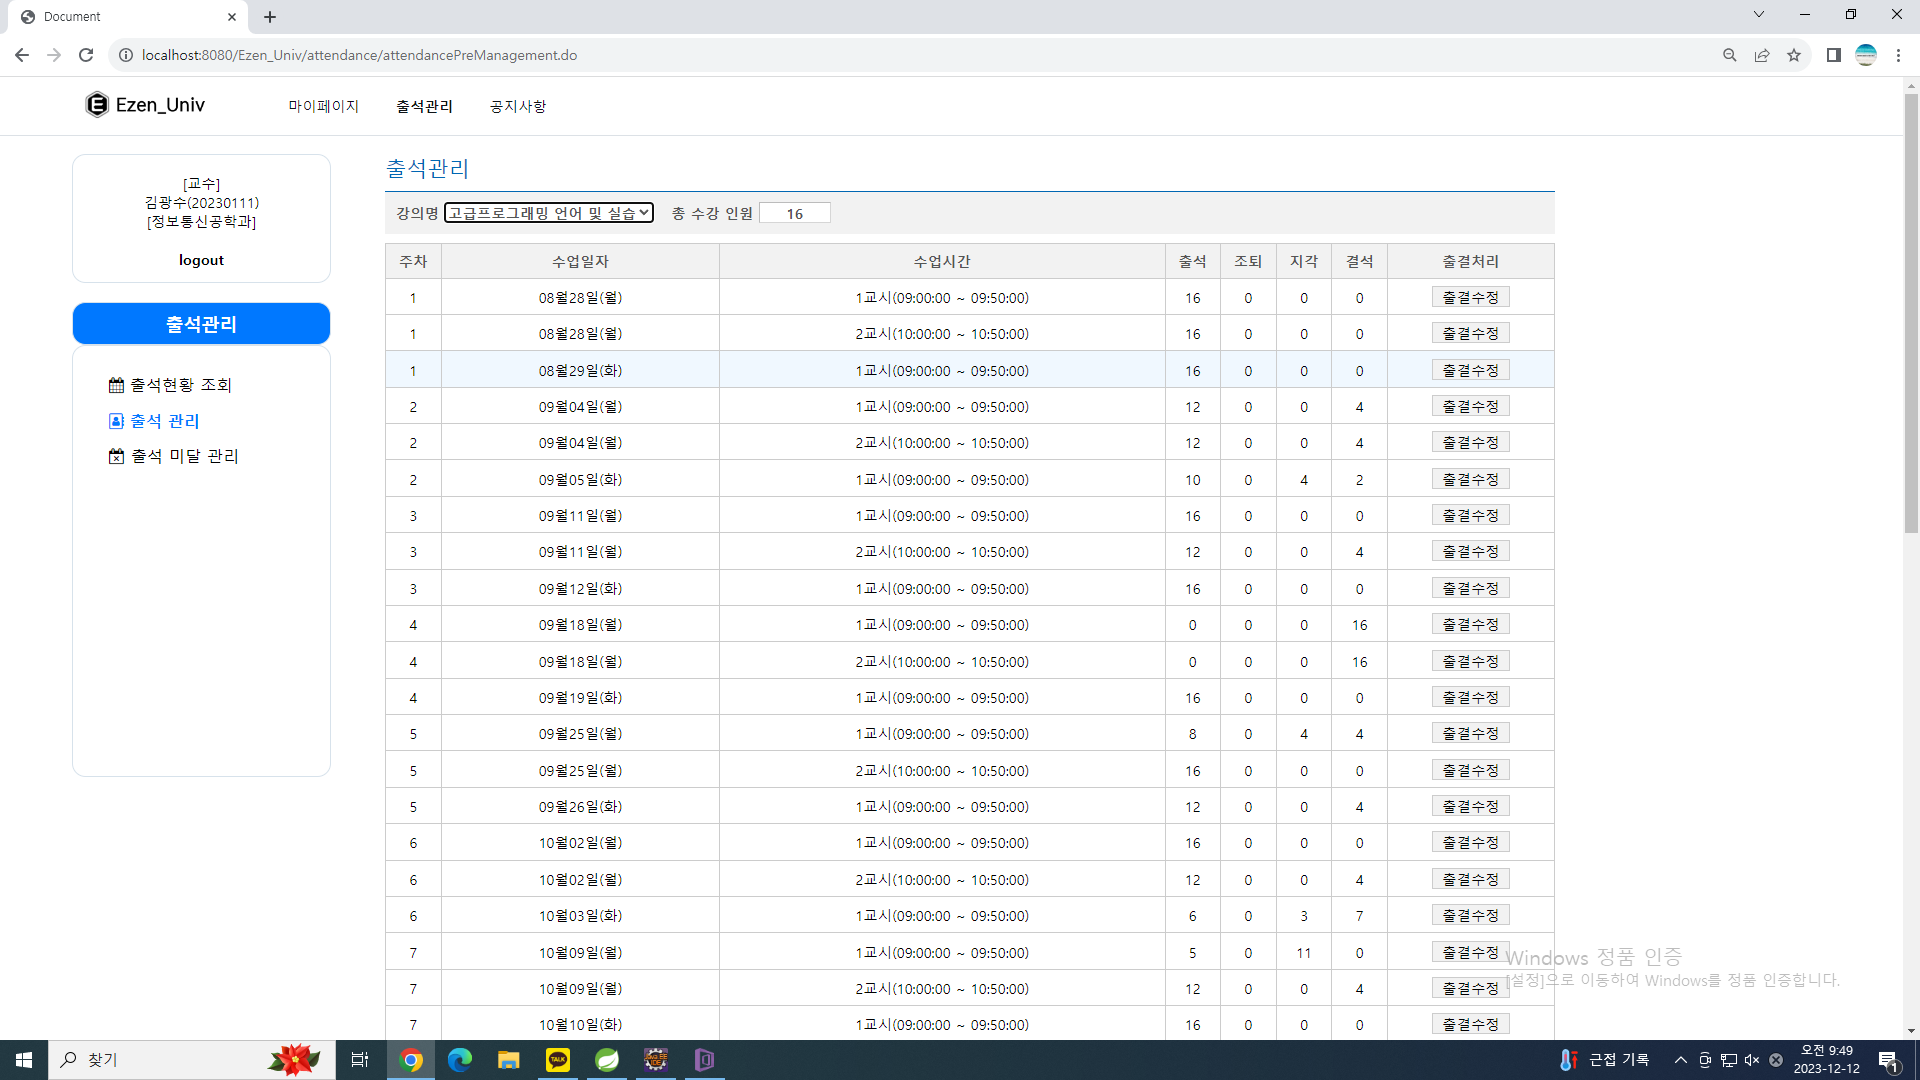 Document
localhost:8080/Ezen_Univ/attendance/attendancePreManagement.do
Ezen_Univ 마이페이지 출석관리 공지사항
[교수]
김광수(20230111)
[정보통신공학과]
logout
출석관리
출석현황 조회
출석 관리
출석 미달 관리
출석관리
강의명 고급프로그래밍 언어 및 실습 총 수강 인원 16
주차 수업일자 수업시간 출석 조퇴 지각 결석 출결처리
1 08월28일(월) 1교시(09:00:00 ~ 09:50:00) 16 0 0 0 출결수정
1 08월28일(월) 2교시(10:00:00 ~ 10:50:00) 16 0 0 0 출결수정
1 08월29일(화) 1교시(09:00:00 ~ 09:50:00) 16 0 0 0 출결수정
2 09월04일(월) 1교시(09:00:00 ~ 09:50:00) 12 0 0 4 출결수정
2 09월04일(월) 2교시(10:00:00 ~ 10:50:00) 12 0 0 4 출결수정
2 09월05일(화) 1교시(09:00:00 ~ 09:50:00) 10 0 4 2 출결수정
3 09월11일(월) 1교시(09:00:00 ~ 09:50:00) 16 0 0 0 출결수정
3 09월11일(월) 2교시(10:00:00 ~ 10:50:00) 12 0 0 4 출결수정
3 09월12일(화) 1교시(09:00:00 ~ 09:50:00) 16 0 0 0 출결수정
4 09월18일(월) 1교시(09:00:00 ~ 09:50:00) 0 0 0 16 출결수정
4 09월18일(월) 2교시(10:00:00 ~ 10:50:00) 0 0 0 16 출결수정
4 09월19일(화) 1교시(09:00:00 ~ 09:50:00) 16 0 0 0 출결수정
5 09월25일(월) 1교시(09:00:00 ~ 09:50:00) 8 0 4 4 출결수정
5 09월25일(월) 2교시(10:00:00 ~ 10:50:00) 16 0 0 0 출결수정
5 09월26일(화) 1교시(09:00:00 ~ 09:50:00) 12 0 0 4 출결수정
6 10월02일(월) 1교시(09:00:00 ~ 09:50:00) 16 0 0 0 출결수정
6 10월02일(월) 2교시(10:00:00 ~ 10:50:00) 12 0 0 4 출결수정
6 10월03일(화) 1교시(09:00:00 ~ 09:50:00) 6 0 3 7 출결수정
7 10월09일(월) 1교시(09:00:00 ~ 09:50:00) 5 0 11 0 출결수정
7 10월09일(월) 2교시(10:00:00 ~ 10:50:00) 12 0 0 4 출결수정
7 10월10일(화) 1교시(09:00:00 ~ 09:50:00) 16 0 0 0 출결수정
Windows 정품 인증
[설정]으로 이동하여 Windows를 정품 인증합니다.
찾기
TALK
Java EE
IDE
근접 기록
오전 9:49
2023-12-12
1